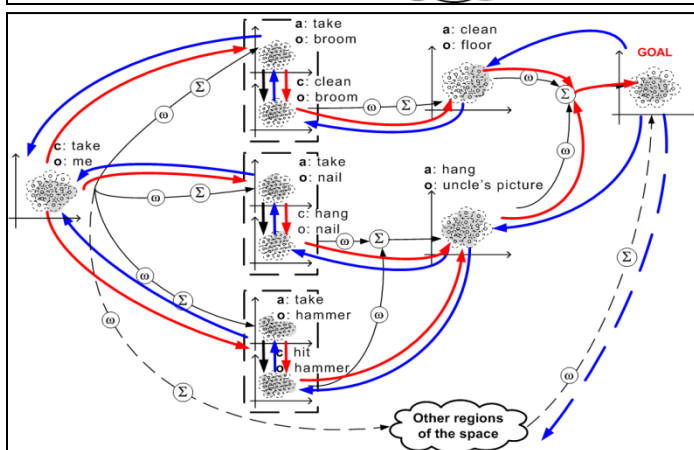 a: take
o: broom
a: clean
o: floor
GOAL
c: clean
o: broom
ω
Σ
ω
Σ
ω
Σ
c: take
o: me
a: take
o: nail
a: hang
o: uncle's picture
ω
ω
Σ
c: hang
o: nail
ω
Σ
ω
Σ
a: take
o: hammer
Σ
ω
ω
c: hit
o: hammer
Σ
ω
Other regions
of the space